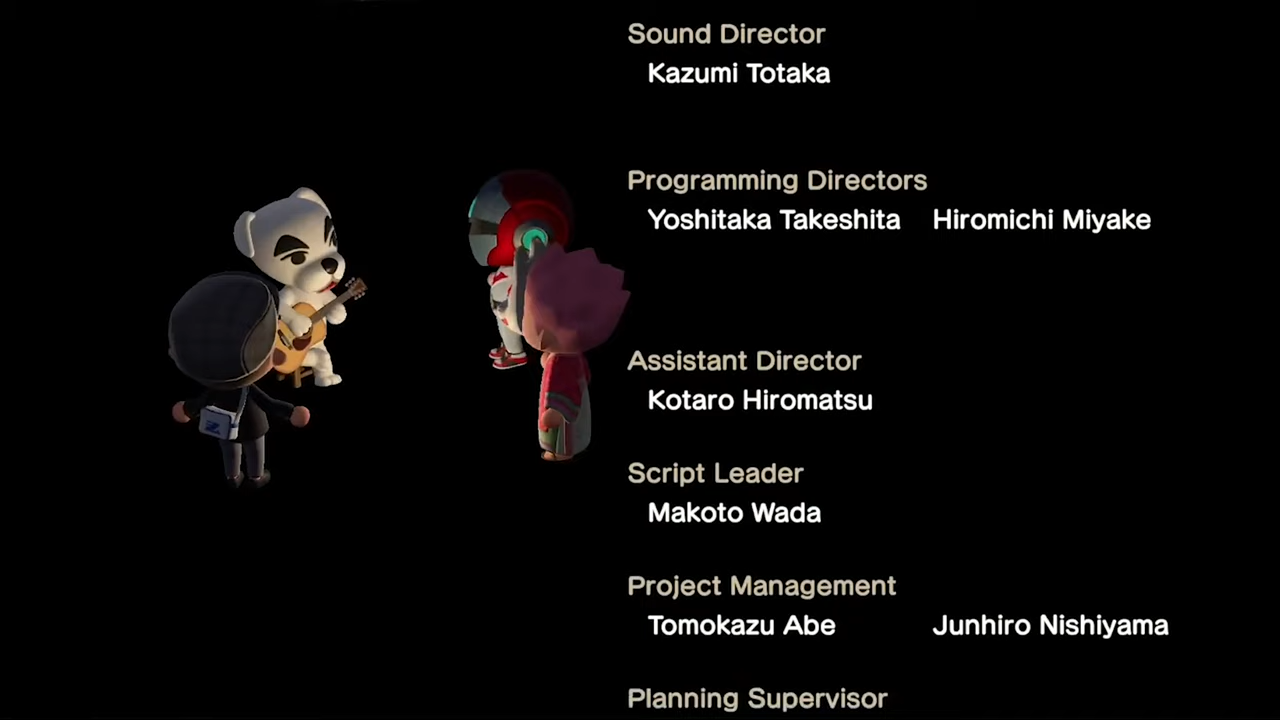 Sound Director
Kazumi Totaka
Programming Directors
Yoshitaka Takeshita Hiromichi Miyake
Assistant Director
Kotaro Hiromatsu
Script Leader
Makoto Wada
Project Management
Tomokazu Abe Junhiro Nishiyama
Planning Supervisor